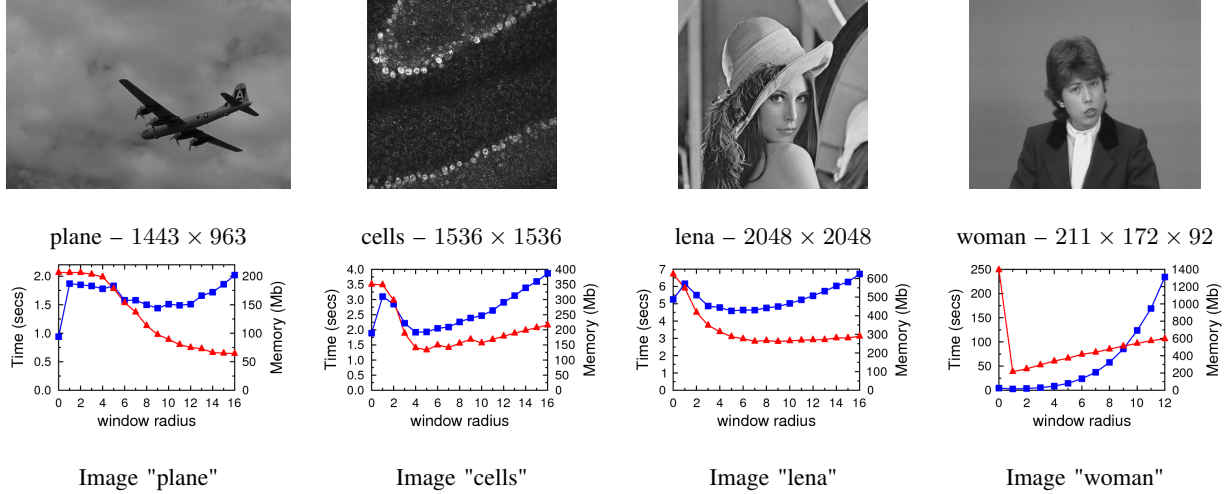 plane – 1443 × 963
cells – 1536 × 1536
lena – 2048 × 2048
woman – 211 × 172 × 92
Time (secs)
2.0
1.5
1.0
0.5
0.0
0 2 4 6 8 10 12 14 16
window radius
200
150
100
50
0
Memory (Mb)
Time (secs)
4.0
3.5
3.0
2.5
2.0
1.5
1.0
0.5
0.0
0 2 4 6 8 10 12 14 16
window radius
400
350
300
250
200
150
100
50
0
Memory (Mb)
Time (secs)
7
6
5
4
3
2
1
0
0 2 4 6 8 10 12 14 16
window radius
600
500
400
300
200
100
0
Memory (Mb)
Time (secs)
250
200
150
100
50
0
0 2 4 6 8 10 12
window radius
1400
1200
1000
800
600
400
200
0
Memory (Mb)
Image "plane"
Image "cells"
Image "lena"
Image "woman"